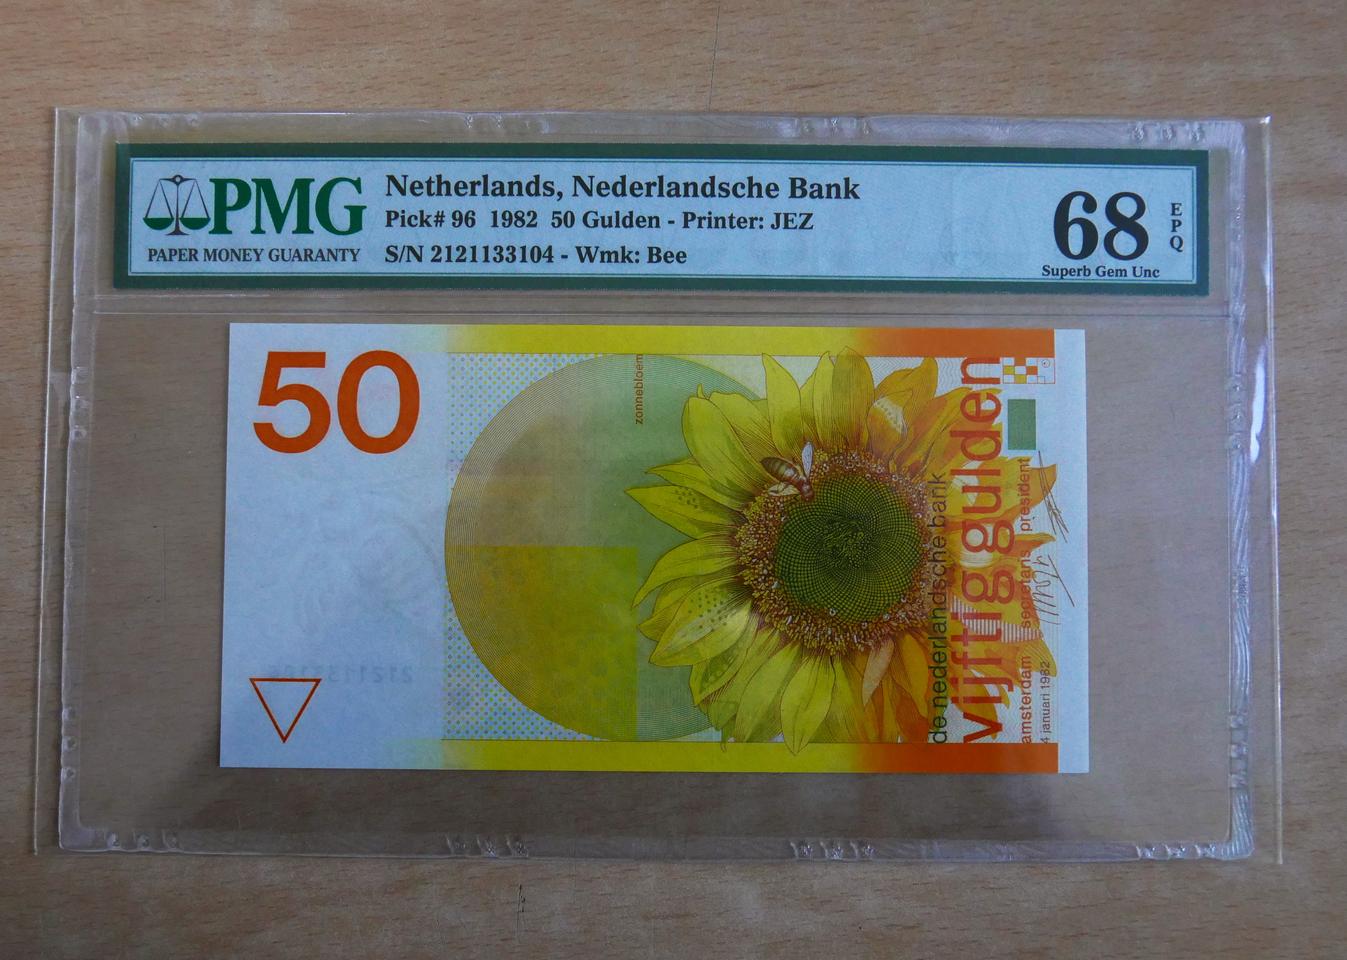 PMG
PAPER MONEY GUARANTY
Netherlands, Nederlandsche Bank
Pick# 96 1982 50 Gulden - Printer: JEZ
S/N 2121133104 - Wmk: Bee
68
EPQ
Superb Gem Unc
50
zonnebloem
de nederlandsche bank
vijftig gulden
amsterdam secretaris president
4 januari 1982